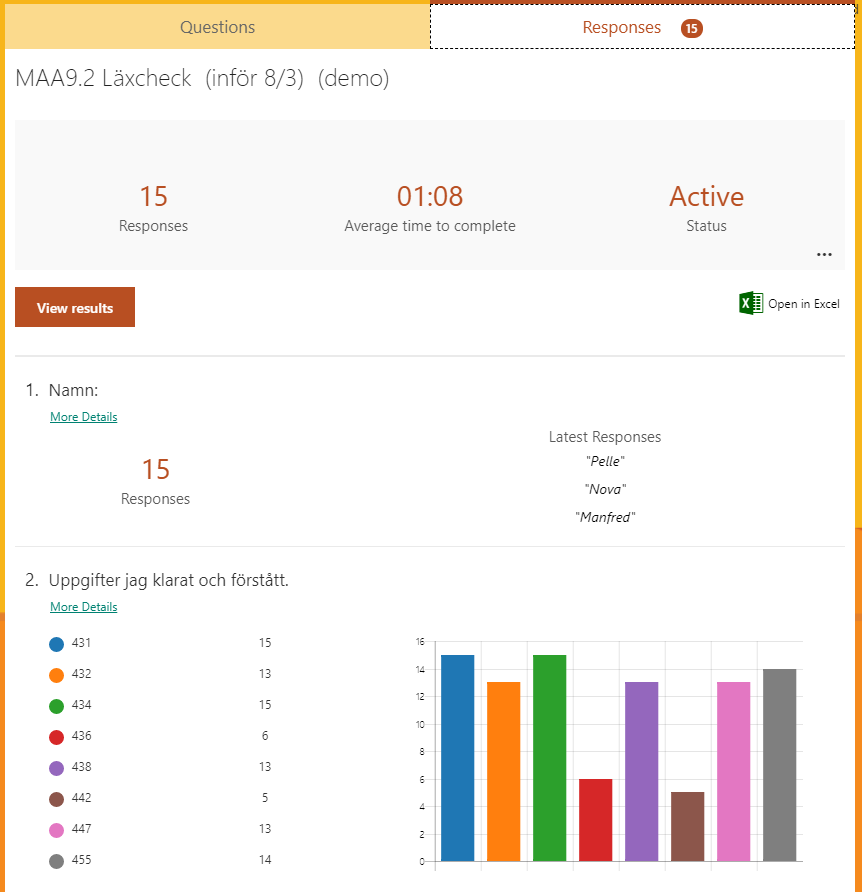 Questions
Responses 15
MAA9.2 Läxcheck (inför 8/3) (demo)
15 01:08 Active
Responses Average time to complete Status
...
View results
Open in Excel
1. Namn:
More Details
Latest Responses
15
Responses
"Pelle"
"Nova"
"Manfred"
2. Uppgifter jag klarat och förstått.
More Details
431 15
432 13
434 15
436 6
438 13
442 5
447 13
455 14
16
14
12
10
8
6
4
2
0